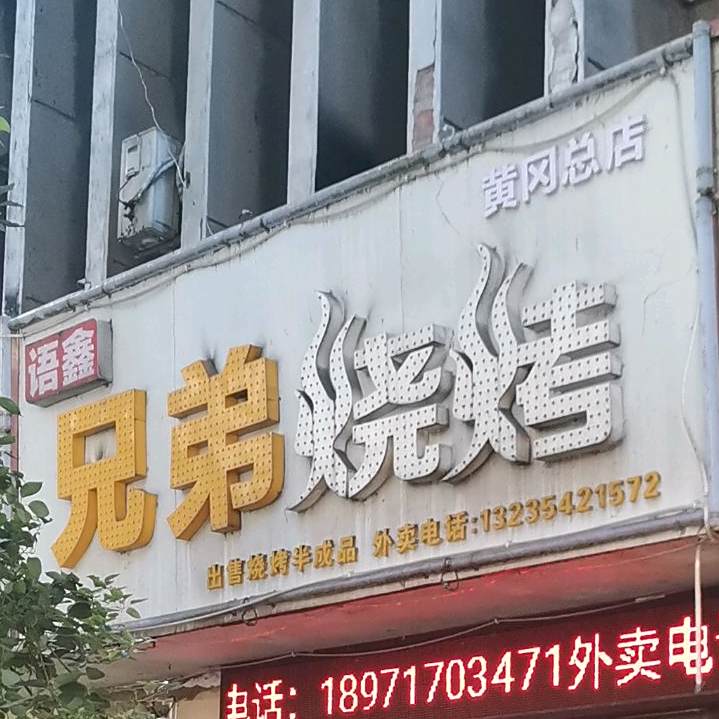 黄冈总店
语鑫
兄弟烧烤
出售烧烤半成品 外卖电话:13235421572
电话:18971703471外卖电